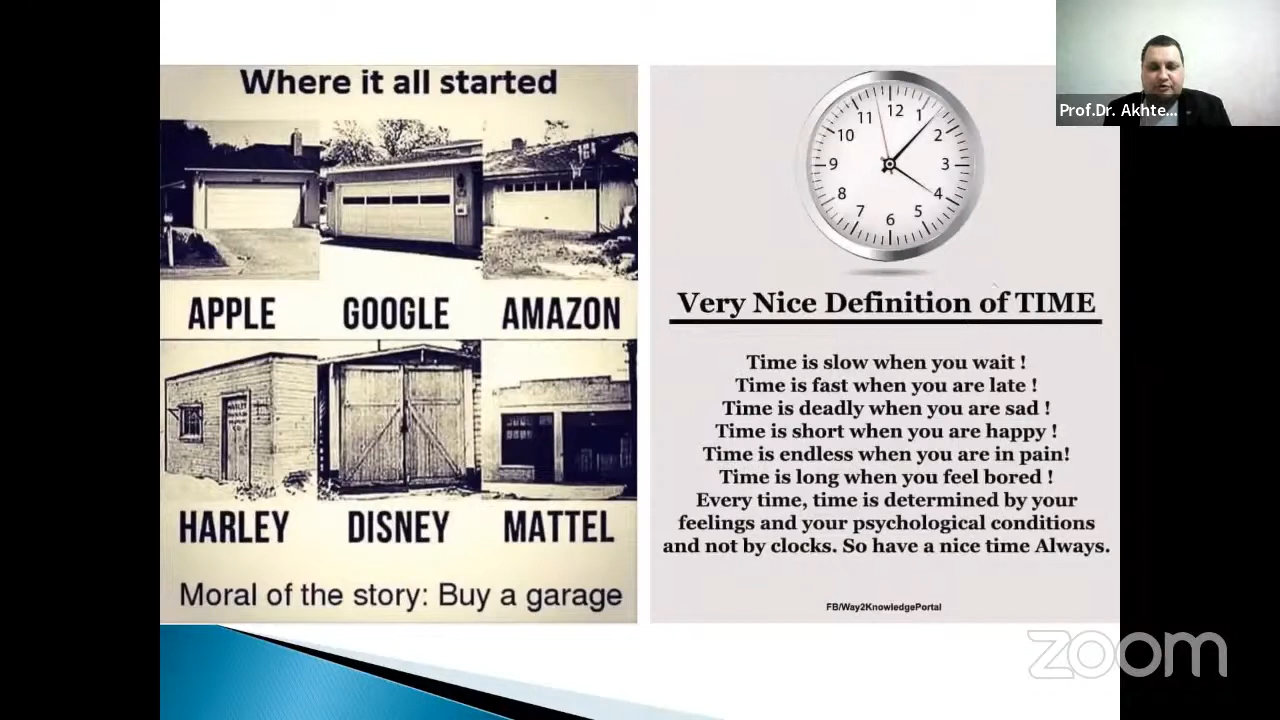 Where it all started
APPLE
GOOGLE
AMAZON
HARLEY
DISNEY
MATTEL
Moral of the story: Buy a garage
12
1
2
3
4
5
6
7
8
9
10
11
Very Nice Definition of TIME
Time is slow when you wait !
Time is fast when you are late !
Time is deadly when you are sad !
Time is short when you are happy !
Time is endless when you are in pain!
Time is long when you feel bored !
Every time, time is determined by your
feelings and your psychological conditions
and not by clocks. So have a nice time Always.
FB/Way2KnowledgePortal
Prof.Dr. Akhte...
zoom